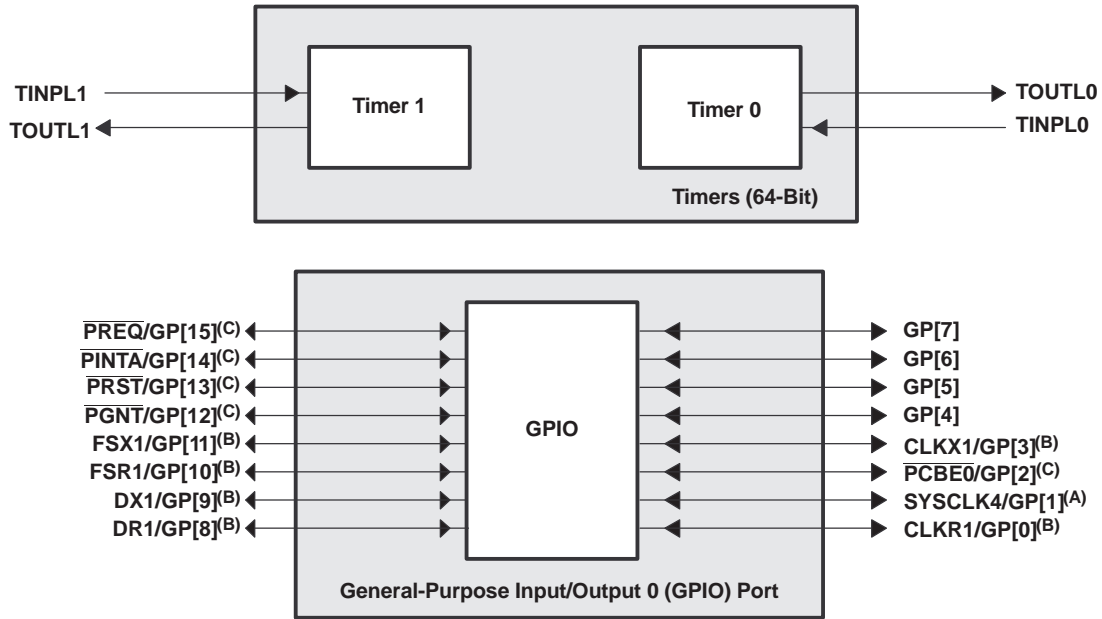 TINPL1
TOUTL1
Timer 1
Timer 0
TOUTL0
TINPL0
Timers (64-Bit)
PREQ/GP[15](C)
PINTA/GP[14](C)
PRST/GP[13](C)
PGNT/GP[12](C)
FSX1/GP[11](B)
FSR1/GP[10](B)
DX1/GP[9](B)
DR1/GP[8](B)
GPIO
GP[7]
GP[6]
GP[5]
GP[4]
CLKX1/GP[3](B)
PCBE0/GP[2](C)
SYSCLK4/GP[1](A)
CLKR1/GP[0](B)
General-Purpose Input/Output 0 (GPIO) Port